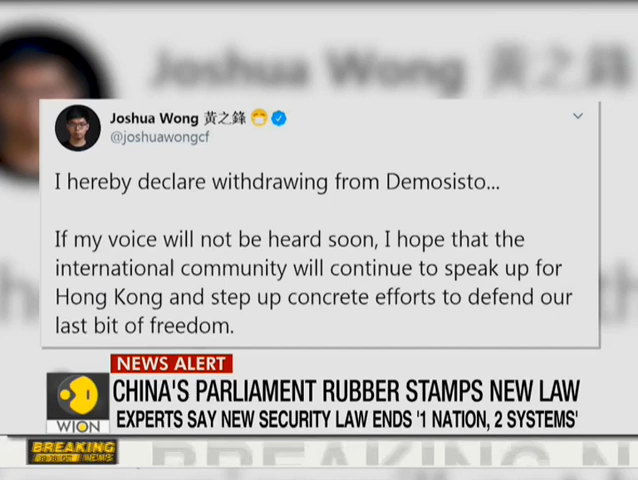 Joshua Wong 黃之鋒
Joshua Wong 黃之鋒
@joshuawongcf
I hereby declare withdrawing from Demosisto...
If my voice will not be heard soon, I hope that the
international community will continue to speak up for
Hong Kong and step up concrete efforts to defend our
last bit of freedom.
NEWS ALERT
CHINA'S PARLIAMENT RUBBER STAMPS NEW LAW
EXPERTS SAY NEW SECURITY LAW ENDS '1 NATION, 2 SYSTEMS'
WION
BREAKING
NEWS
BREAKING N